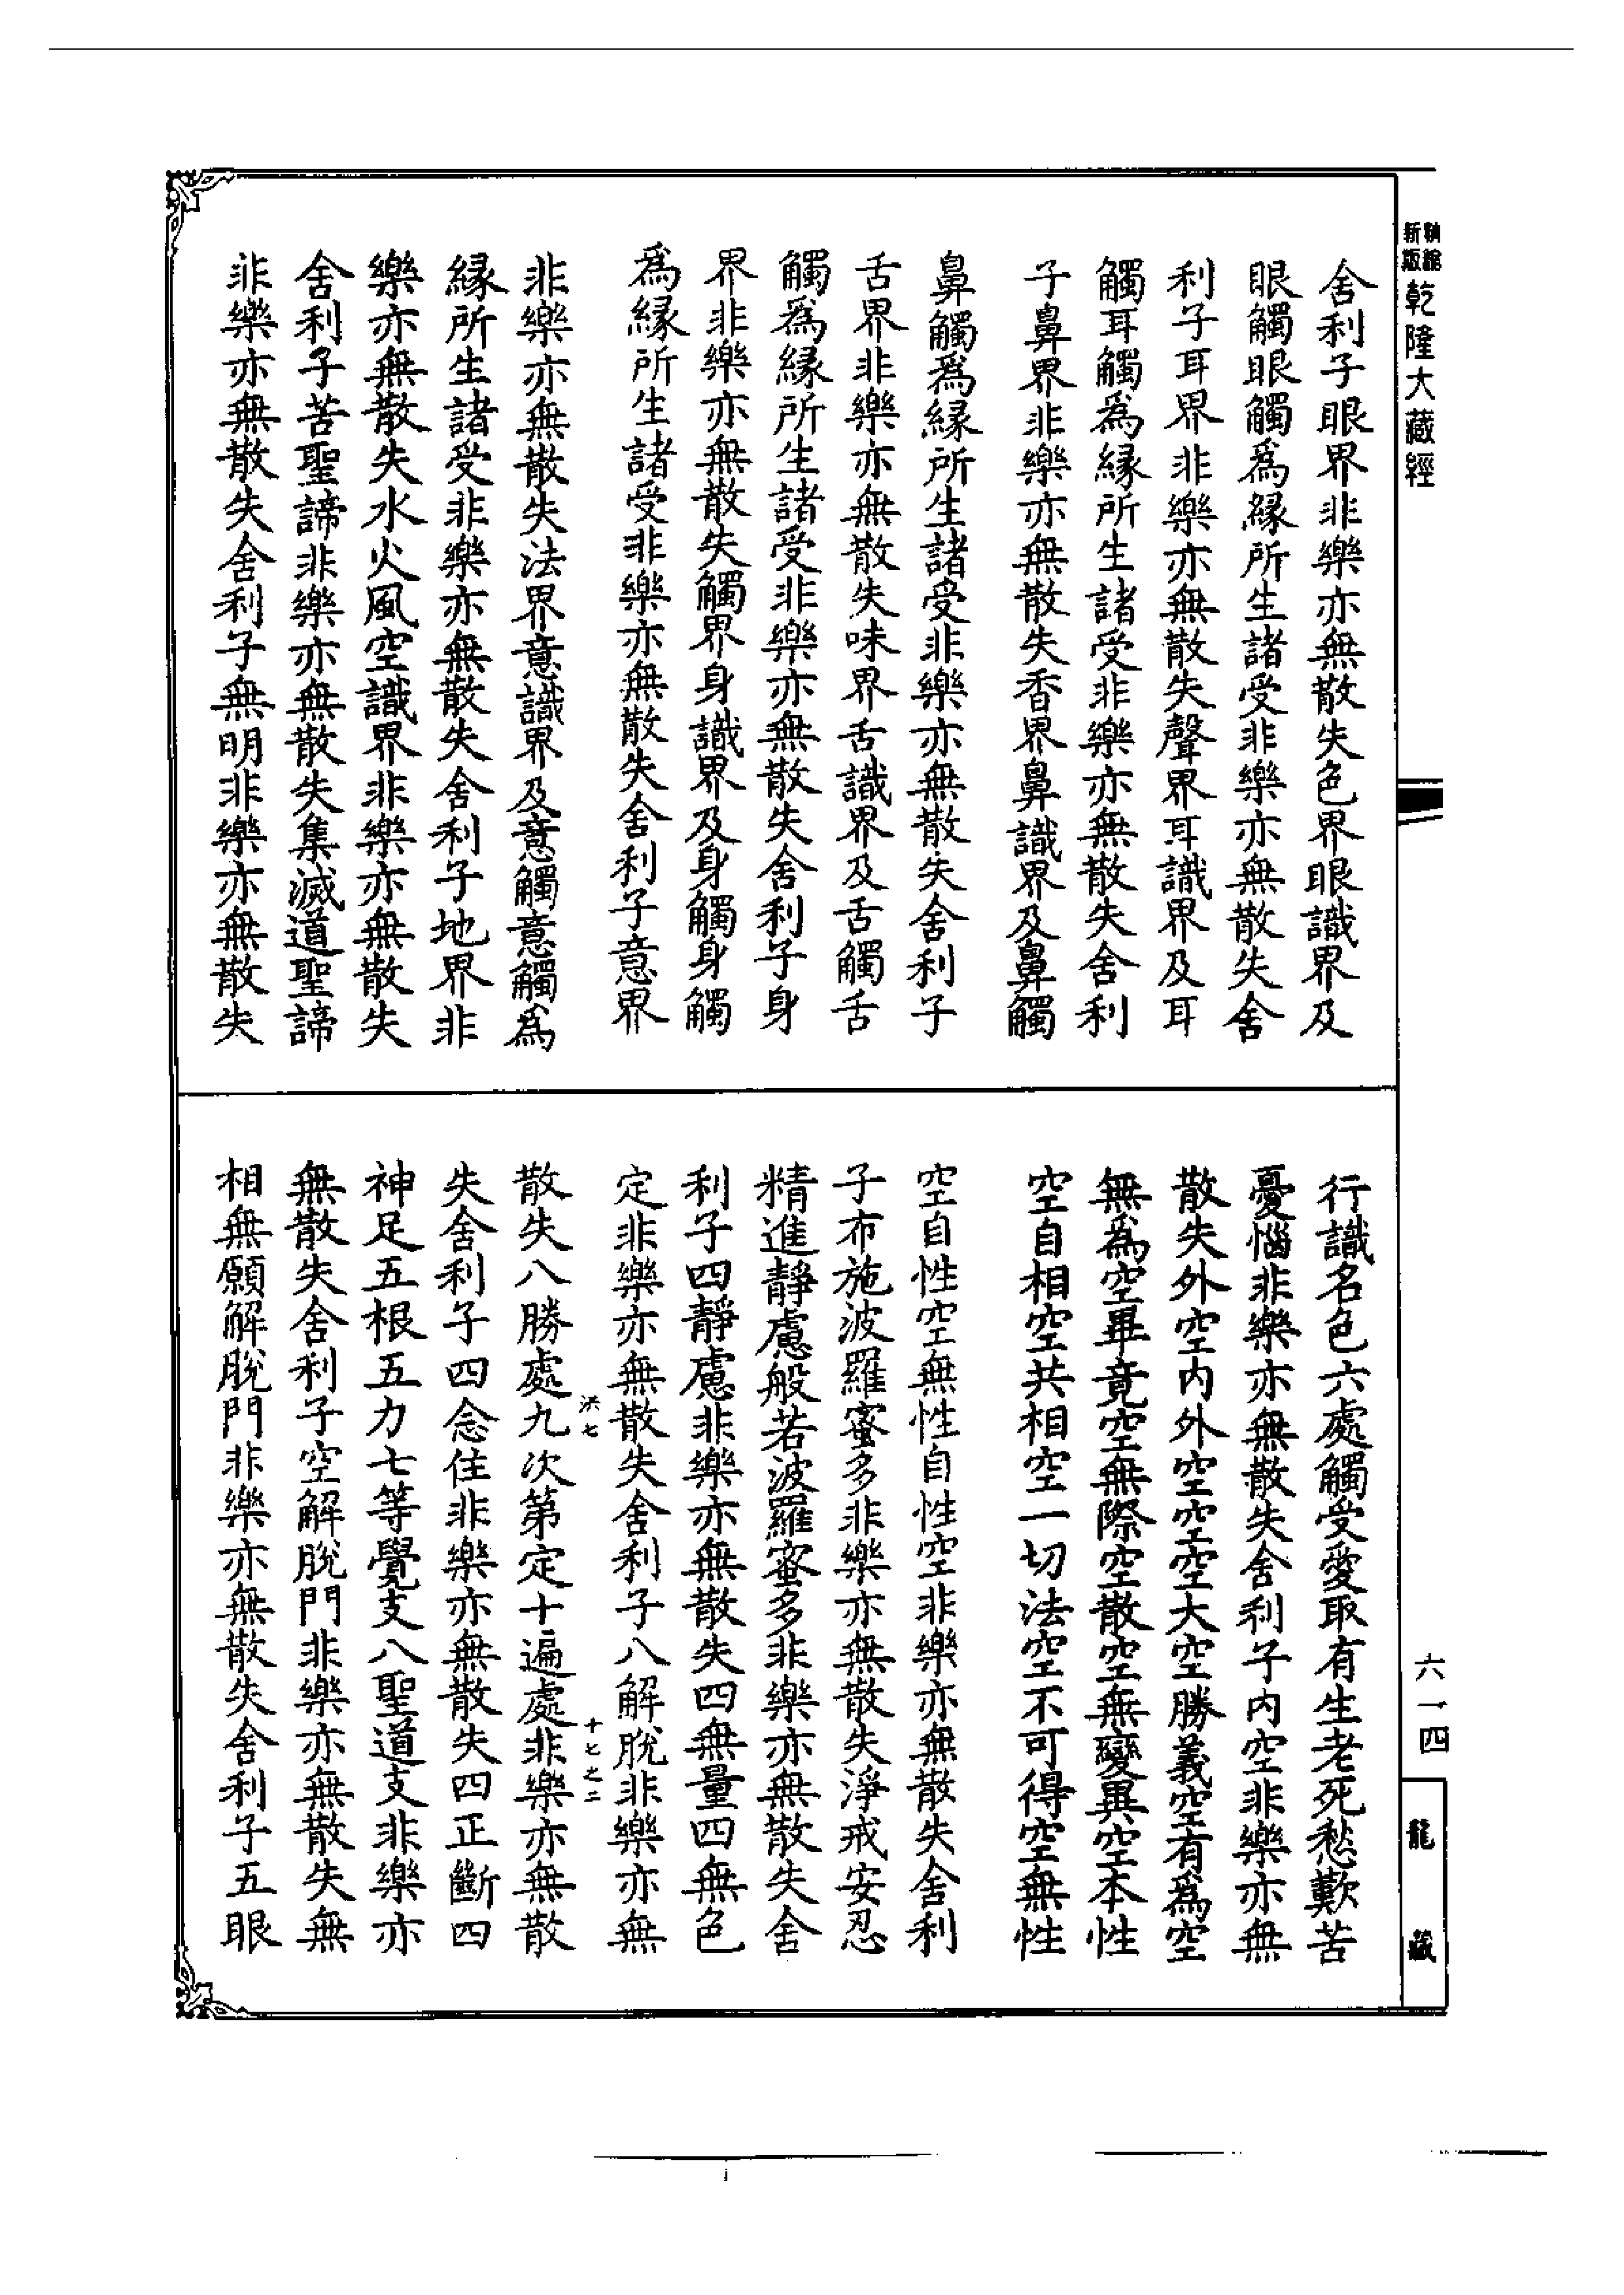 新版乾隆大藏經
舍利子眼界非樂亦無散失色界眼識界及
眼觸眼觸為緣所生諸受非樂亦無散失舍
利子耳界非樂亦無散失聲界耳識界及耳
觸耳觸為緣所生諸受非樂亦無散失舍利
子鼻界非樂亦無散失香界鼻識界及鼻觸
鼻觸為緣所生諸受非樂亦無散失舍利子
舌界非樂亦無散失味界舌識界及舌觸舌
觸為緣所生諸受非樂亦無散失舍利子身
界非樂亦無散失觸界身識界及身觸身觸
為緣所生諸受非樂亦無散失舍利子意界
非樂亦無散失法界意識界及意觸意觸為
緣所生諸受非樂亦無散失舍利子地界非
樂亦無散失水火風空識界非樂亦無散失
舍利子苦聖諦非樂亦無散失集滅道聖諦
非樂亦無散失舍利子無明非樂亦無散失
行識名色六處觸受愛取有生老死愁歎苦
憂惱非樂亦無散失舍利子內空非樂亦無
散失外空內外空空空大空勝義空有為空
無為空畢竟空無際空散空無變異空本性
空自相空共相空一切法空不可得空無性
空自性空無性自性空非樂亦無散失舍利
子布施波羅蜜多非樂亦無散失淨戒安忍
精進靜慮般若波羅蜜多非樂亦無散失舍
利子四靜慮非樂亦無散失四無量四無色
定非樂亦無散失舍利子八解脫非樂亦無
洪七
十七之二
散失八勝處九次第定十遍處非樂亦無散
失舍利子四念住非樂亦無散失四正斷四
神足五根五力七等覺支八聖道支非樂亦
無散失舍利子空解脫門非樂亦無散失無
相無願解脫門非樂亦無散失舍利子五眼
六一四
龍藏